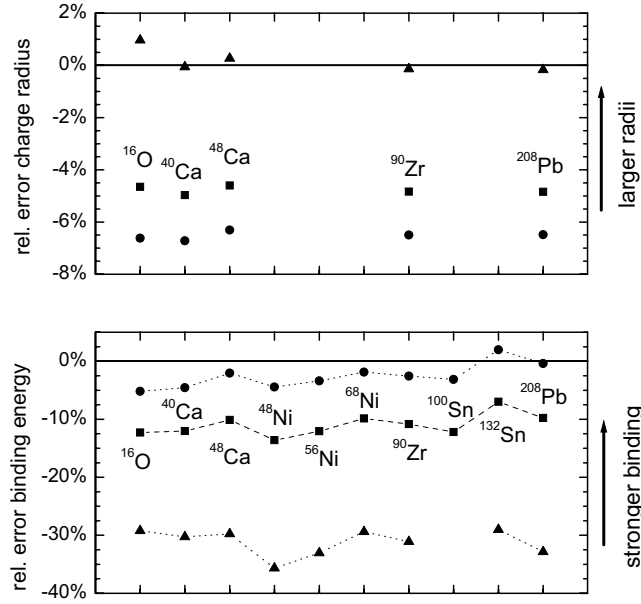 2%
0%
-2%
-4%
-6%
-8%
rel. error charge radius
¹⁶O
⁴⁰Ca
⁴⁸Ca
⁹⁰Zr
²⁰⁸Pb
larger radii
0%
-10%
-20%
-30%
-40%
rel. error binding energy
¹⁶O
⁴⁰Ca
⁴⁸Ca
⁴⁸Ni
⁵⁶Ni
⁶⁸Ni
⁹⁰Zr
¹⁰⁰Sn
¹³²Sn
²⁰⁸Pb
stronger binding